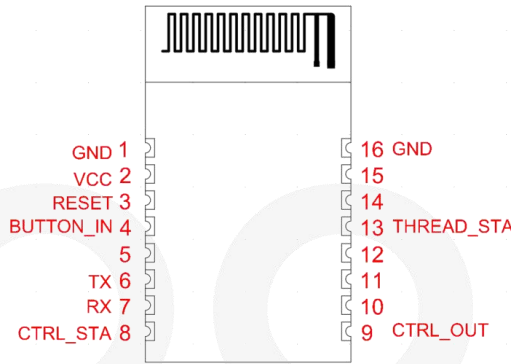 GND 1
VCC 2
RESET 3
BUTTON_IN 4
5
TX 6
RX 7
CTRL_STA 8
16 GND
15
14
13 THREAD_STA
12
11
10
9 CTRL_OUT